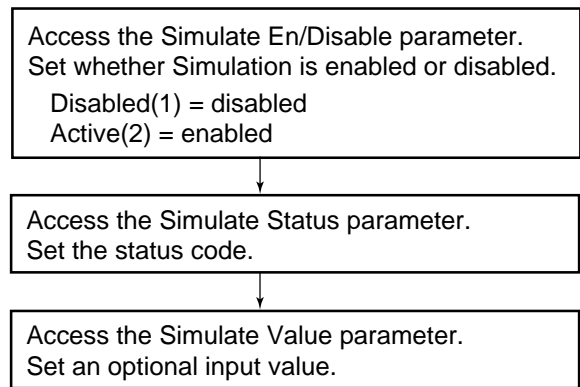 Access the Simulate En/Disable parameter.
Set whether Simulation is enabled or disabled.
Disabled(1) = disabled
Active(2) = enabled
Access the Simulate Status parameter.
Set the status code.
Access the Simulate Value parameter.
Set an optional input value.